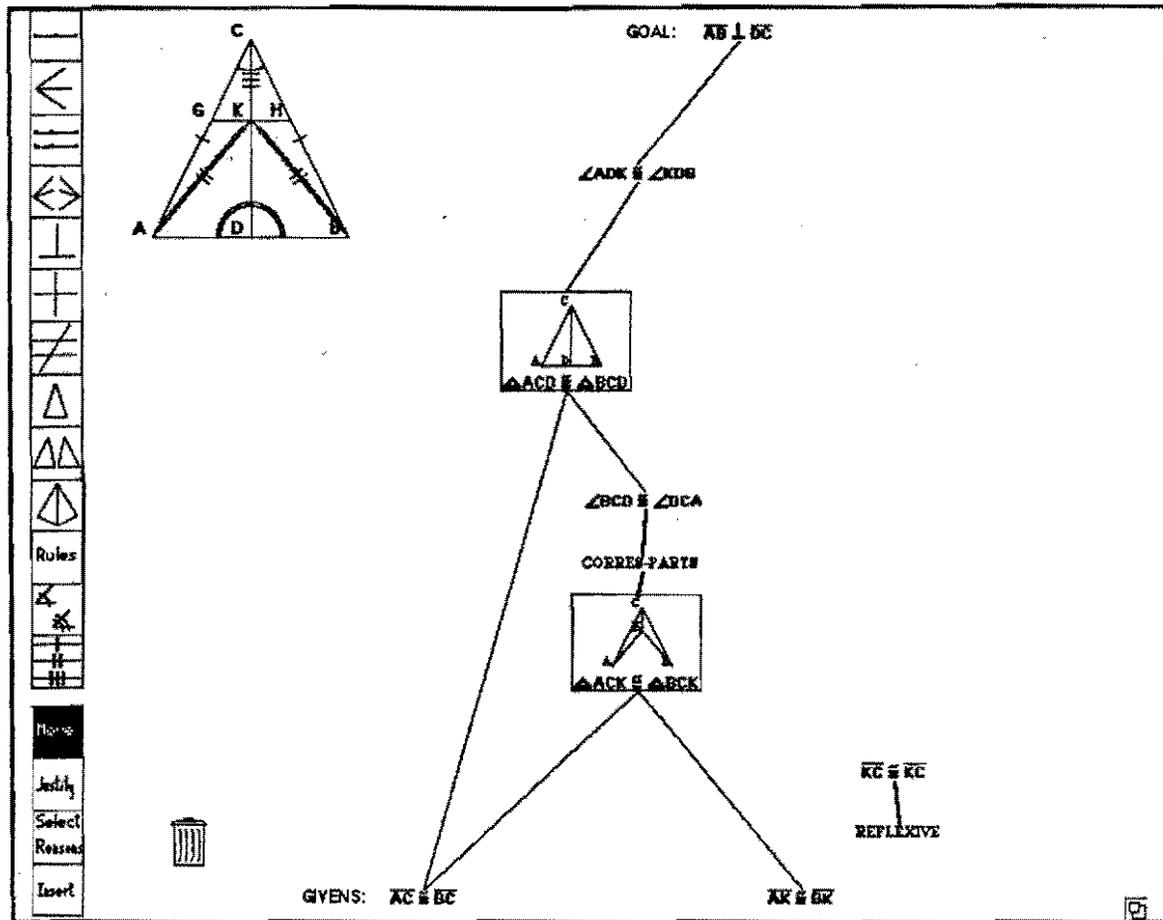 C
GOAL: AB ⊥ DC
G K H
∠ADK ≅ ∠KDB
A D B
C
A D B
△ACD ≅ △BCD
∠BCD ≅ ∠DCA
Rules
CORRES-PARTS
C
△ACK ≅ △BCK
Move
KC ≅ KC
Justify
Select
Reasons
REFLEXIVE
Insert
GIVENS: AC ≅ BC
AK ≅ BK